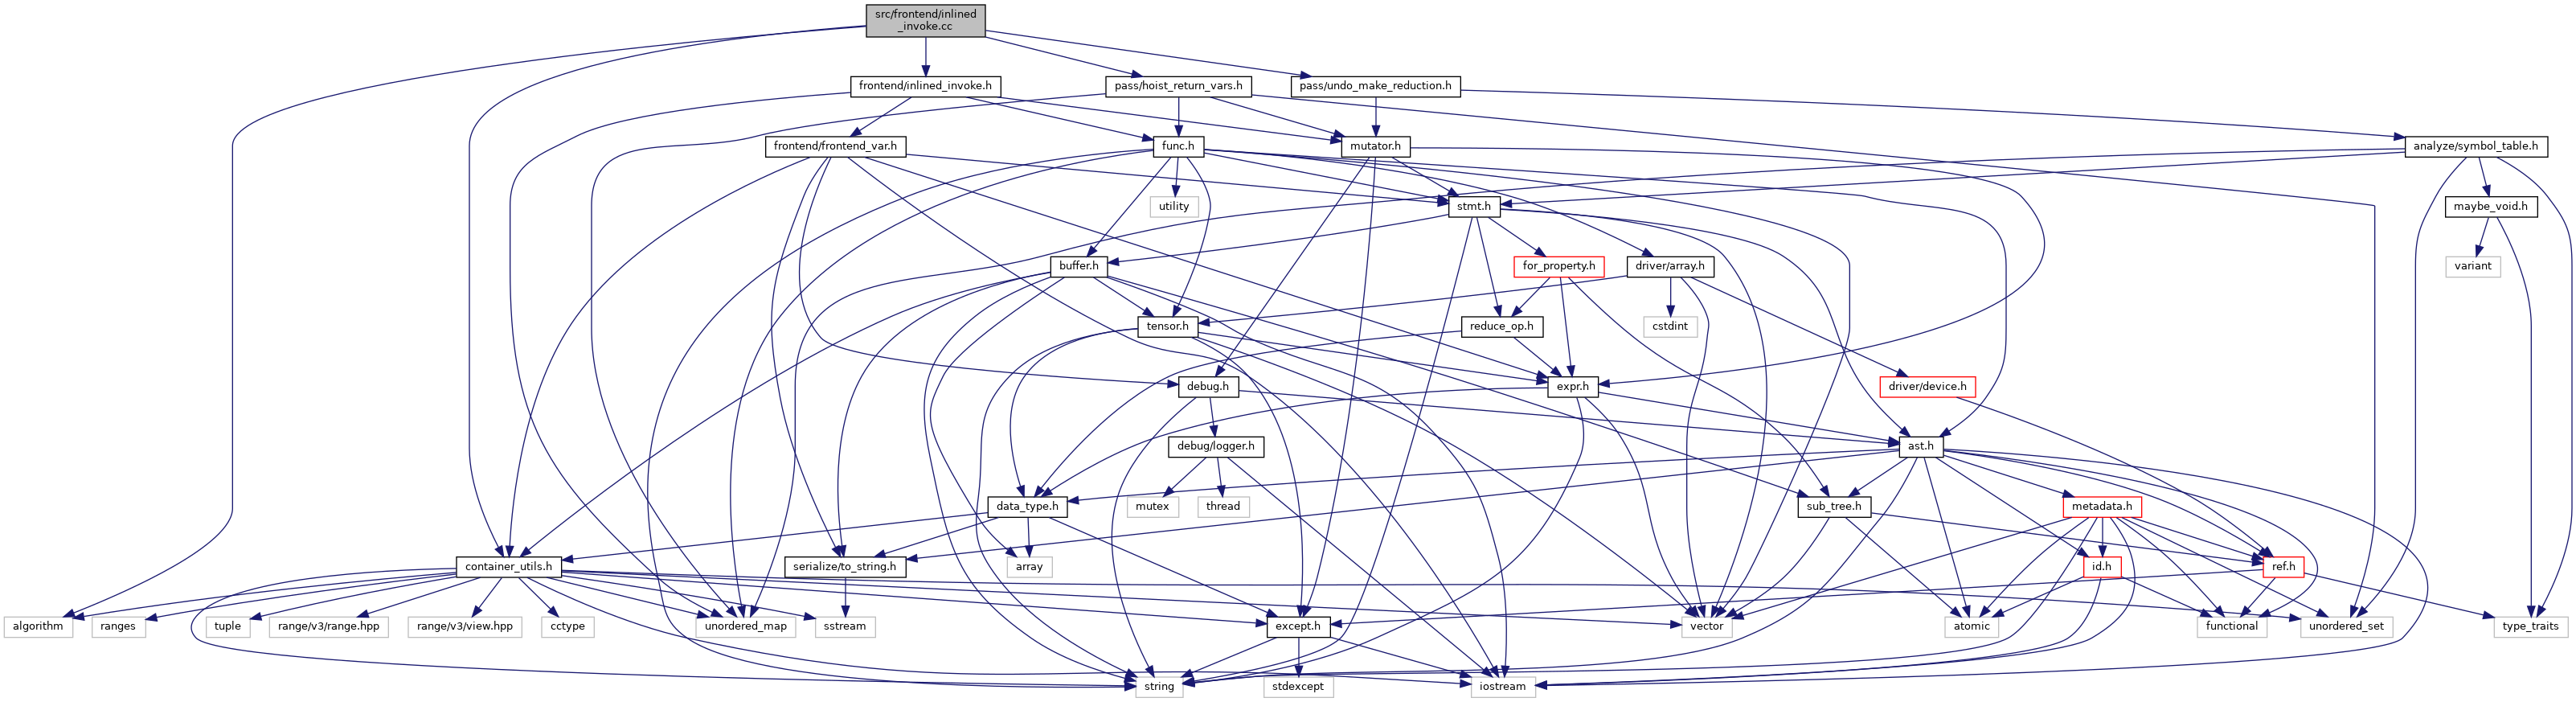 src/frontend/inlined
_invoke.cc
frontend/inlined_invoke.h
pass/hoist_return_vars.h
pass/undo_make_reduction.h
frontend/frontend_var.h
func.h
mutator.h
analyze/symbol_table.h
utility
stmt.h
maybe_void.h
buffer.h
for_property.h
driver/array.h
variant
tensor.h
reduce_op.h
cstdint
debug.h
expr.h
driver/device.h
debug/logger.h
ast.h
data_type.h
mutex
thread
sub_tree.h
metadata.h
container_utils.h
serialize/to_string.h
array
id.h
ref.h
algorithm
ranges
tuple
range/v3/range.hpp
range/v3/view.hpp
cctype
unordered_map
sstream
except.h
vector
atomic
functional
unordered_set
type_traits
string
stdexcept
iostream